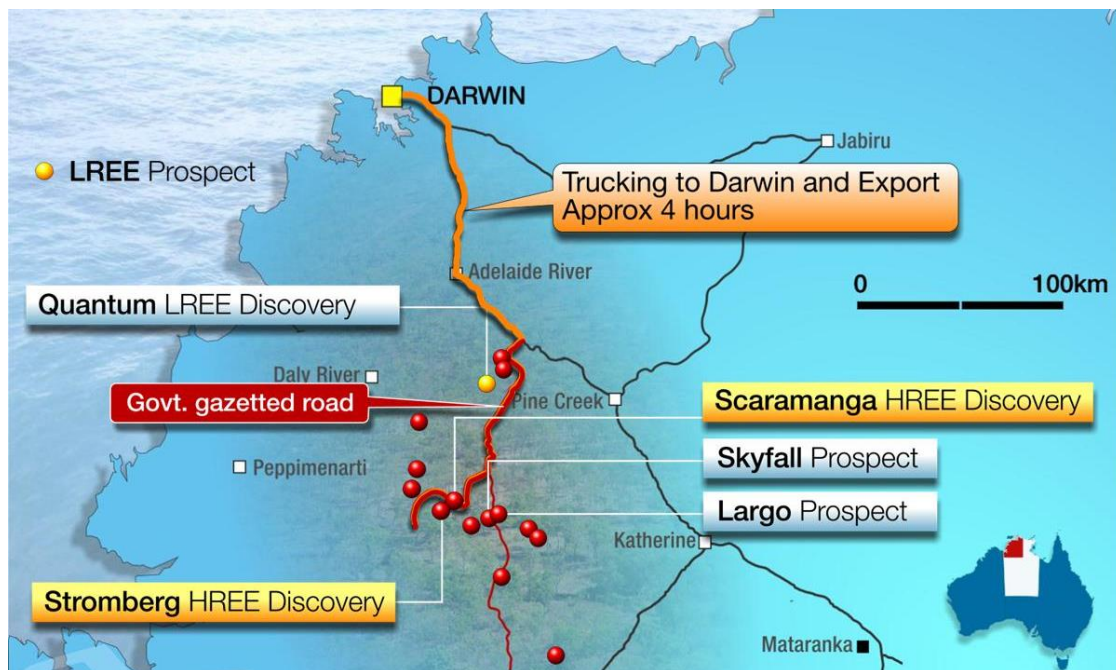 DARWIN
Jabiru
LREE Prospect
Trucking to Darwin and Export
Approx 4 hours
Adelaide River
0 100km
Quantum LREE Discovery
Daly River
Govt. gazetted road
Pine Creek
Scaramanga HREE Discovery
Peppimenarti
Skyfall Prospect
Largo Prospect
Katherine
Stromberg HREE Discovery
Mataranka